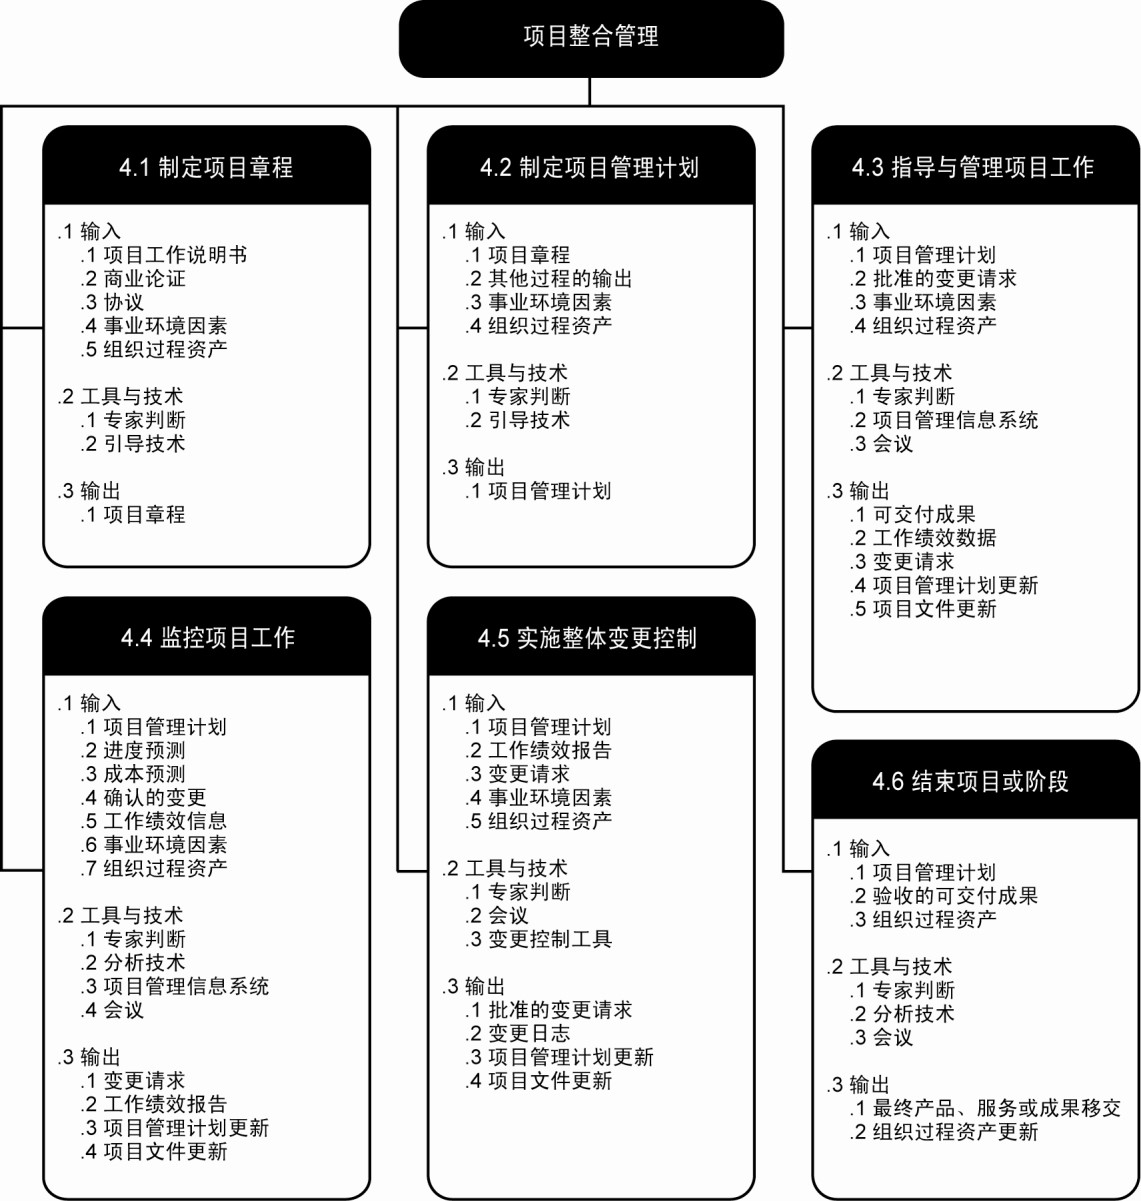 项目整合管理
4.1 制定项目章程
.1 输入
.1 项目工作说明书
.2 商业论证
.3 协议
.4 事业环境因素
.5 组织过程资产
.2 工具与技术
.1 专家判断
.2 引导技术
.3 输出
.1 项目章程
4.2 制定项目管理计划
.1 输入
.1 项目章程
.2 其他过程的输出
.3 事业环境因素
.4 组织过程资产
.2 工具与技术
.1 专家判断
.2 引导技术
.3 输出
.1 项目管理计划
4.3 指导与管理项目工作
.1 输入
.1 项目管理计划
.2 批准的变更请求
.3 事业环境因素
.4 组织过程资产
.2 工具与技术
.1 专家判断
.2 项目管理信息系统
.3 会议
.3 输出
.1 可交付成果
.2 工作绩效数据
.3 变更请求
.4 项目管理计划更新
.5 项目文件更新
4.4 监控项目工作
.1 输入
.1 项目管理计划
.2 进度预测
.3 成本预测
.4 确认的变更
.5 工作绩效信息
.6 事业环境因素
.7 组织过程资产
.2 工具与技术
.1 专家判断
.2 分析技术
.3 项目管理信息系统
.4 会议
.3 输出
.1 变更请求
.2 工作绩效报告
.3 项目管理计划更新
.4 项目文件更新
4.5 实施整体变更控制
.1 输入
.1 项目管理计划
.2 工作绩效报告
.3 变更请求
.4 事业环境因素
.5 组织过程资产
.2 工具与技术
.1 专家判断
.2 会议
.3 变更控制工具
.3 输出
.1 批准的变更请求
.2 变更日志
.3 项目管理计划更新
.4 项目文件更新
4.6 结束项目或阶段
.1 输入
.1 项目管理计划
.2 验收的可交付成果
.3 组织过程资产
.2 工具与技术
.1 专家判断
.2 分析技术
.3 会议
.3 输出
.1 最终产品、服务或成果移交
.2 组织过程资产更新